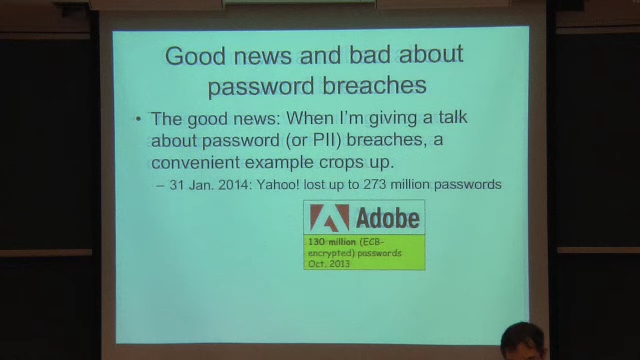 Good news and bad about
password breaches
• The good news: When I'm giving a talk
about password (or PII) breaches, a
convenient example crops up.
– 31 Jan. 2014: Yahoo! lost up to 273 million passwords
Adobe
130 million (ECB-
encrypted) passwords
Oct. 2013